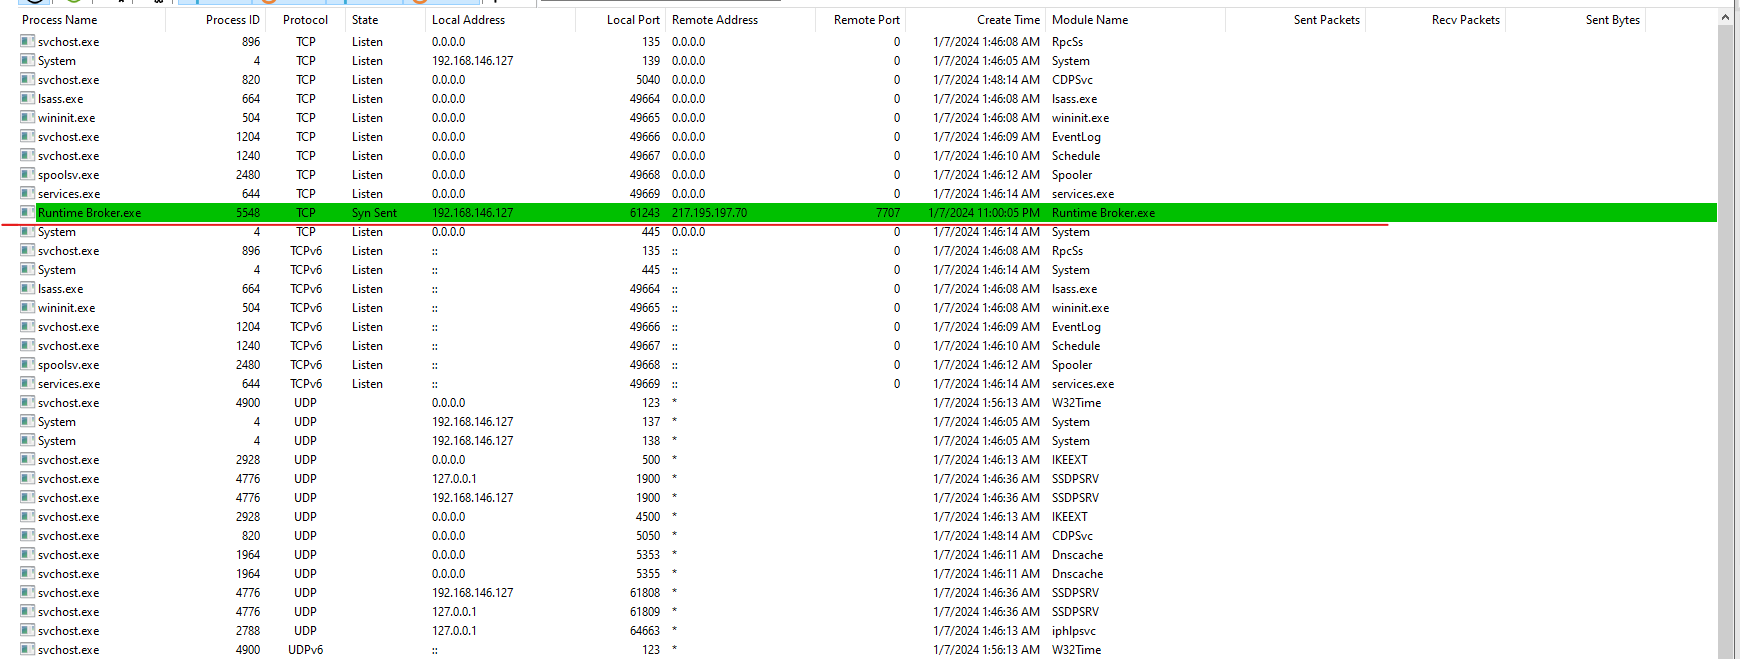 Process Name Process ID Protocol State Local Address Local Port Remote Address Remote Port Create Time Module Name Sent Packets Recv Packets Sent Bytes
svchost.exe 896 TCP Listen 0.0.0.0 135 0.0.0.0 0 1/7/2024 1:46:08 AM RpcSs
System 4 TCP Listen 192.168.146.127 139 0.0.0.0 0 1/7/2024 1:46:05 AM System
svchost.exe 820 TCP Listen 0.0.0.0 5040 0.0.0.0 0 1/7/2024 1:48:14 AM CDPSvc
lsass.exe 664 TCP Listen 0.0.0.0 49664 0.0.0.0 0 1/7/2024 1:46:08 AM lsass.exe
wininit.exe 504 TCP Listen 0.0.0.0 49665 0.0.0.0 0 1/7/2024 1:46:08 AM wininit.exe
svchost.exe 1204 TCP Listen 0.0.0.0 49666 0.0.0.0 0 1/7/2024 1:46:09 AM EventLog
svchost.exe 1240 TCP Listen 0.0.0.0 49667 0.0.0.0 0 1/7/2024 1:46:10 AM Schedule
spoolsv.exe 2480 TCP Listen 0.0.0.0 49668 0.0.0.0 0 1/7/2024 1:46:12 AM Spooler
services.exe 644 TCP Listen 0.0.0.0 49669 0.0.0.0 0 1/7/2024 1:46:14 AM services.exe
Runtime Broker.exe 5548 TCP Syn Sent 192.168.146.127 61243 217.195.197.70 7707 1/7/2024 11:00:05 PM Runtime Broker.exe
System 4 TCP Listen 0.0.0.0 445 0.0.0.0 0 1/7/2024 1:46:14 AM System
svchost.exe 896 TCPv6 Listen :: 135 :: 0 1/7/2024 1:46:08 AM RpcSs
System 4 TCPv6 Listen :: 445 :: 0 1/7/2024 1:46:14 AM System
lsass.exe 664 TCPv6 Listen :: 49664 :: 0 1/7/2024 1:46:08 AM lsass.exe
wininit.exe 504 TCPv6 Listen :: 49665 :: 0 1/7/2024 1:46:08 AM wininit.exe
svchost.exe 1204 TCPv6 Listen :: 49666 :: 0 1/7/2024 1:46:09 AM EventLog
svchost.exe 1240 TCPv6 Listen :: 49667 :: 0 1/7/2024 1:46:10 AM Schedule
spoolsv.exe 2480 TCPv6 Listen :: 49668 :: 0 1/7/2024 1:46:12 AM Spooler
services.exe 644 TCPv6 Listen :: 49669 :: 0 1/7/2024 1:46:14 AM services.exe
svchost.exe 4900 UDP 0.0.0.0 123 * 1/7/2024 1:56:13 AM W32Time
System 4 UDP 192.168.146.127 137 * 1/7/2024 1:46:05 AM System
System 4 UDP 192.168.146.127 138 * 1/7/2024 1:46:05 AM System
svchost.exe 2928 UDP 0.0.0.0 500 * 1/7/2024 1:46:13 AM IKEEXT
svchost.exe 4776 UDP 127.0.0.1 1900 * 1/7/2024 1:46:36 AM SSDPSRV
svchost.exe 4776 UDP 192.168.146.127 1900 * 1/7/2024 1:46:36 AM SSDPSRV
svchost.exe 2928 UDP 0.0.0.0 4500 * 1/7/2024 1:46:13 AM IKEEXT
svchost.exe 820 UDP 0.0.0.0 5050 * 1/7/2024 1:48:14 AM CDPSvc
svchost.exe 1964 UDP 0.0.0.0 5353 * 1/7/2024 1:46:11 AM Dnscache
svchost.exe 1964 UDP 0.0.0.0 5355 * 1/7/2024 1:46:11 AM Dnscache
svchost.exe 4776 UDP 192.168.146.127 61808 * 1/7/2024 1:46:36 AM SSDPSRV
svchost.exe 4776 UDP 127.0.0.1 61809 * 1/7/2024 1:46:36 AM SSDPSRV
svchost.exe 2788 UDP 127.0.0.1 64663 * 1/7/2024 1:46:13 AM iphlpsvc
svchost.exe 4900 UDPv6 :: 123 * 1/7/2024 1:56:13 AM W32Time